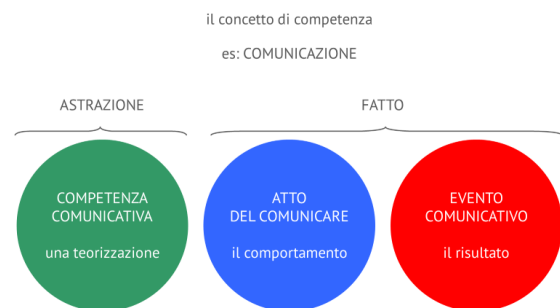 il concetto di competenza
es: COMUNICAZIONE
ASTRAZIONE
FATTO
COMPETENZA
COMUNICATIVA
una teorizzazione
ATTO
DEL COMUNICARE
il comportamento
EVENTO
COMUNICATIVO
il risultato